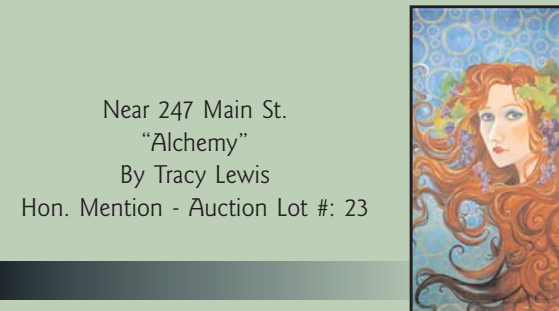 Near 247 Main St.
“Alchemy”
By Tracy Lewis
Hon. Mention - Auction Lot #: 23